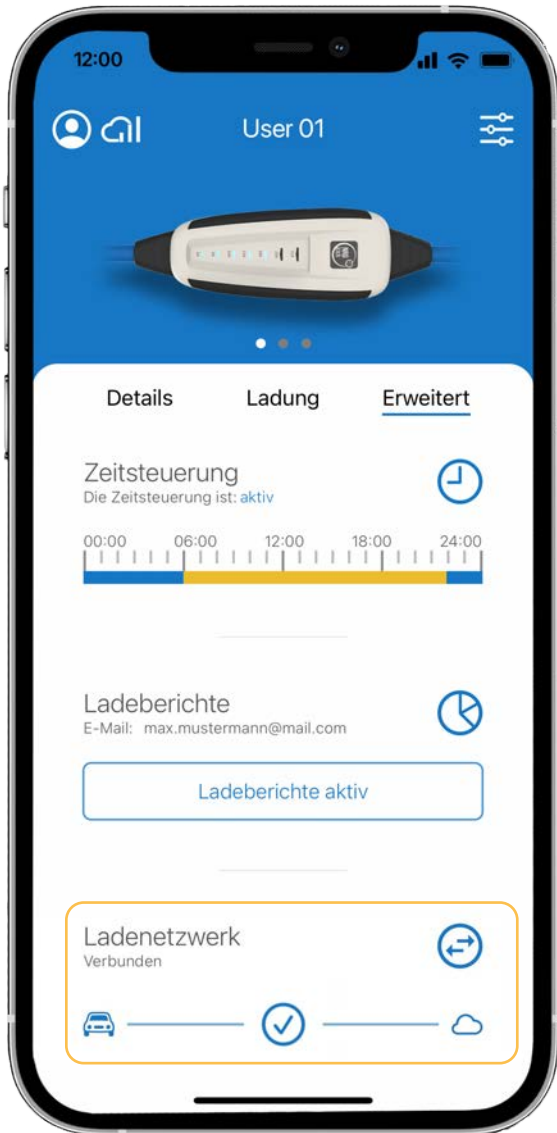 12:00
User 01
Details Ladung Erweitert
Zeitsteuerung
Die Zeitsteuerung ist: aktiv
00:00 06:00 12:00 18:00 24:00
Ladeberichte
E-Mail: max.mustermann@mail.com
Ladeberichte aktiv
Ladenetzwerk
Verbunden